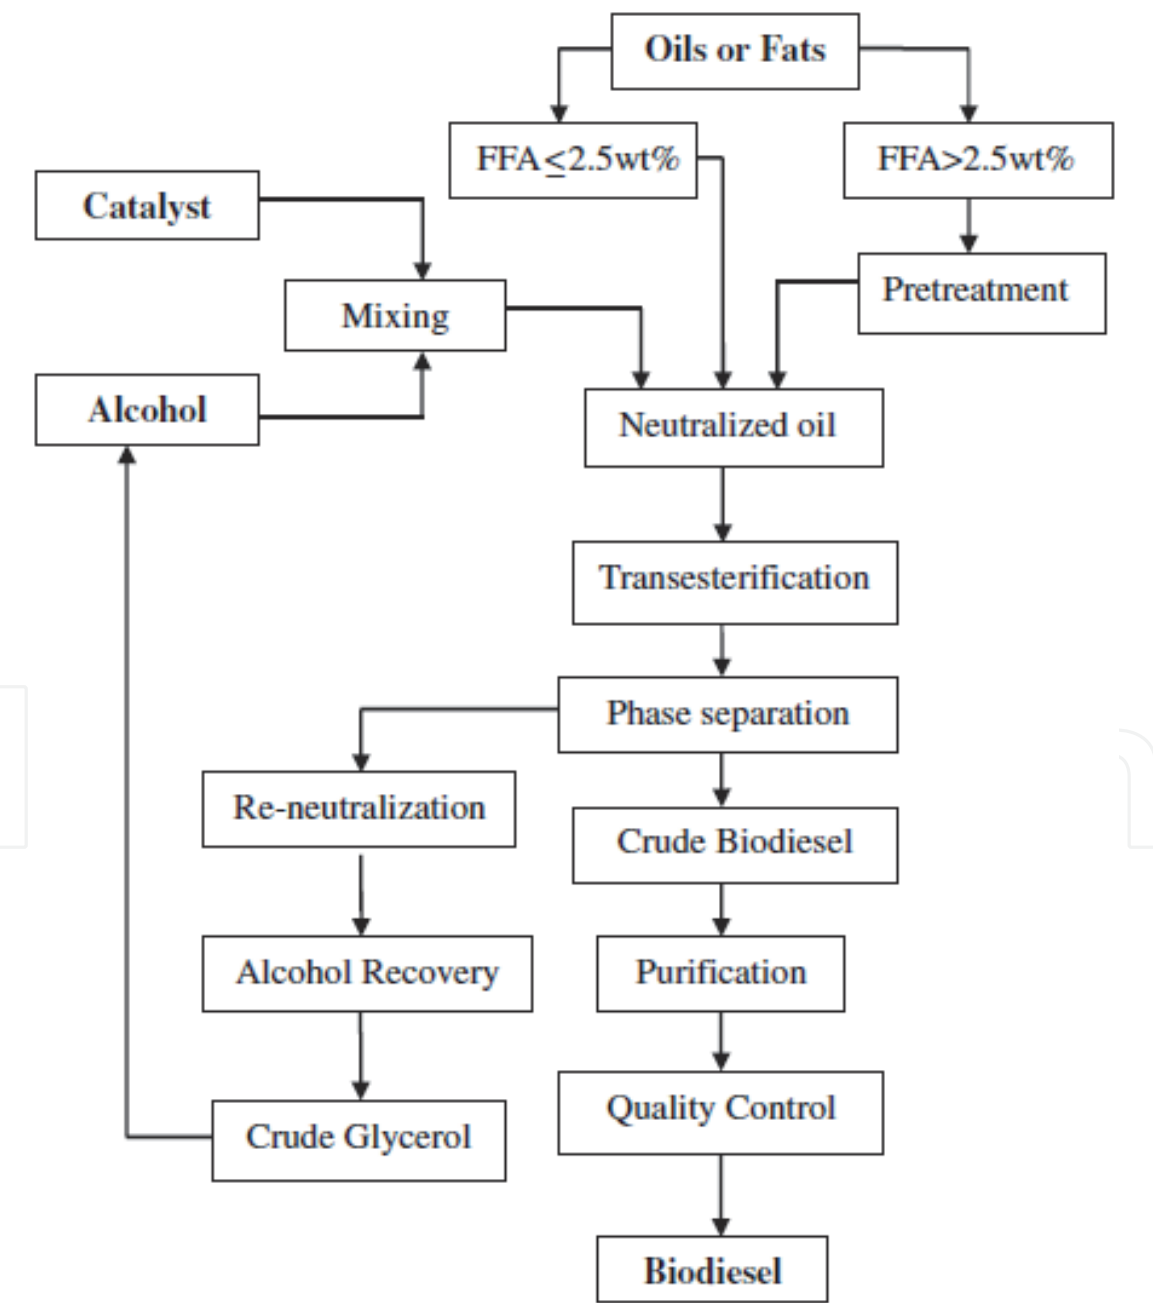 Oils or Fats
FFA≤2.5wt%
FFA>2.5wt%
Catalyst
Pretreatment
Mixing
Alcohol
Neutralized oil
Transesterification
Phase separation
Re-neutralization
Crude Biodiesel
Alcohol Recovery
Purification
Quality Control
Crude Glycerol
Biodiesel